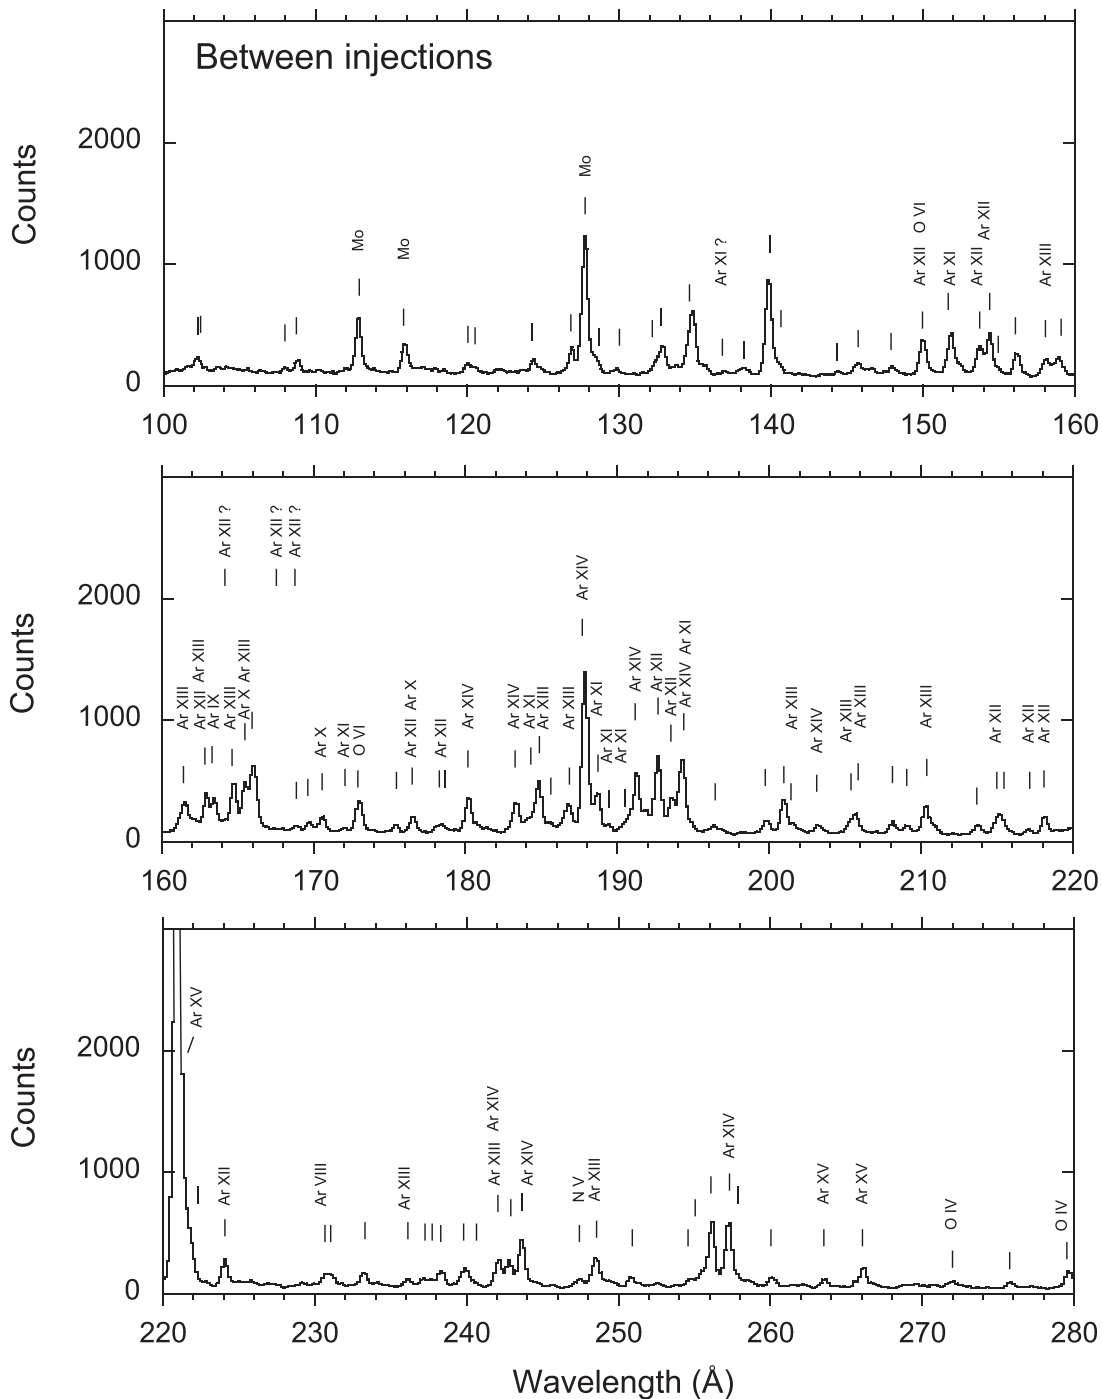 Between injections
Counts
2000
1000
0
Mo
Mo
Mo
Ar XI ?
Ar XII O VI
Ar XI
Ar XII
Ar XII
Ar XIII
100 110 120 130 140 150 160
Counts
2000
1000
0
Ar XII ?
Ar XII ?
Ar XII ?
Ar XIII
Ar XII Ar XIII
Ar IX
Ar XIII
Ar X Ar XIII
Ar X
Ar XI
O VI
Ar XII Ar X
Ar XII
Ar XIV
Ar XIV
Ar XI
Ar XIII
Ar XIII
Ar XIV
Ar XI
Ar XI
Ar XI
Ar XIV
Ar XII
Ar XII
Ar XIV Ar XI
Ar XIII
Ar XIV
Ar XIII
Ar XIII
Ar XIII
Ar XII
Ar XII
Ar XII
160 170 180 190 200 210 220
Counts
2000
1000
0
Ar XV
Ar XII
Ar VIII
Ar XIII
Ar XIII Ar XIV
Ar XIV
N V
Ar XIII
Ar XIV
Ar XV
Ar XV
O IV
O IV
220 230 240 250 260 270 280
Wavelength (Å)